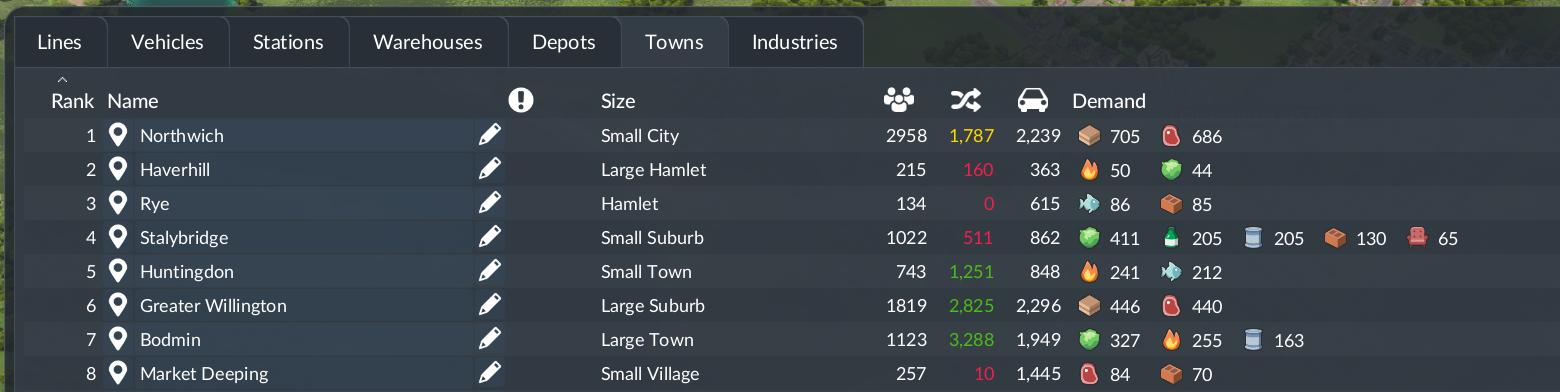 Lines Vehicles Stations Warehouses Depots Towns Industries
Rank Name Size Demand
1 Northwich Small City 2958 1,787 2,239 705 686
2 Haverhill Large Hamlet 215 160 363 50 44
3 Rye Hamlet 134 0 615 86 85
4 Stalybridge Small Suburb 1022 511 862 411 205 205 130 65
5 Huntingdon Small Town 743 1,251 848 241 212
6 Greater Willington Large Suburb 1819 2,825 2,296 446 440
7 Bodmin Large Town 1123 3,288 1,949 327 255 163
8 Market Deeping Small Village 257 10 1,445 84 70